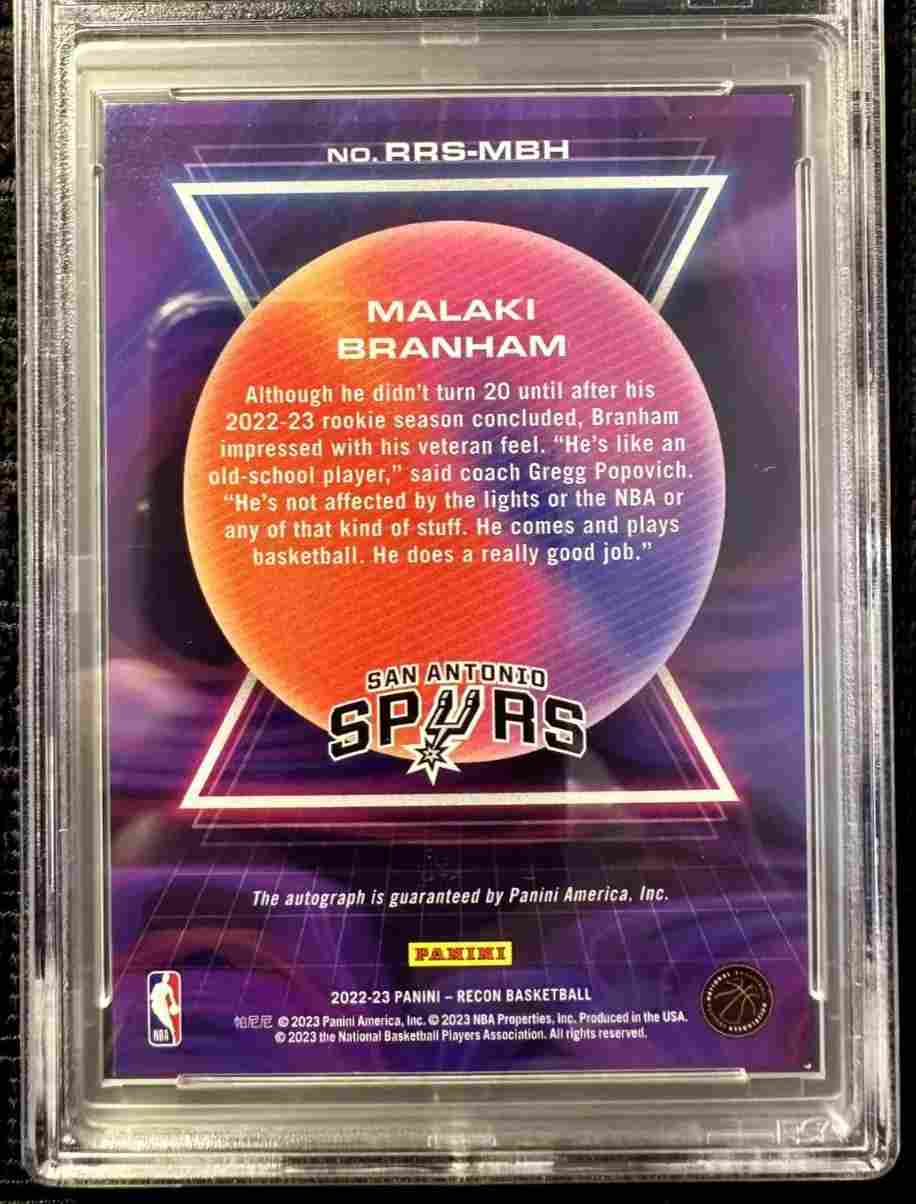 NO. RRS-MBH
MALAKI
BRANHAM
Although he didn't turn 20 until after his
2022-23 rookie season concluded, Branham
impressed with his veteran feel. “He's like an
old-school player,” said coach Gregg Popovich.
“He's not affected by the lights or the NBA or
any of that kind of stuff. He comes and plays
basketball. He does a really good job.”
SAN ANTONIO
SPURS
The autograph is guaranteed by Panini America, Inc.
PANINI
2022-23 PANINI – RECON BASKETBALL
帕尼尼 © 2023 Panini America, Inc. © 2023 NBA Properties, Inc. Produced in the USA.
© 2023 the National Basketball Players Association. All rights reserved.
NBA